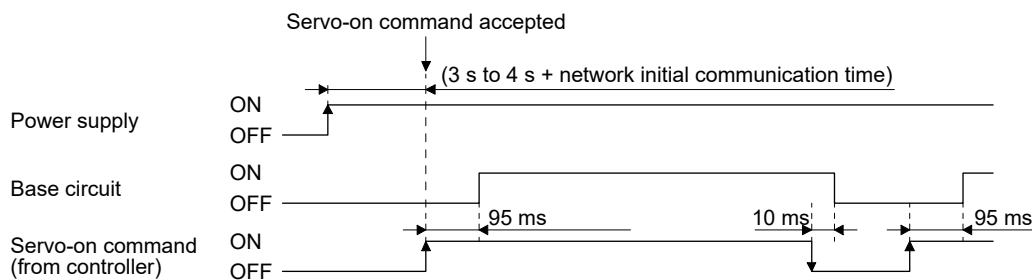 Servo-on command accepted
(3 s to 4 s + network initial communication time)
Power supply
ON
OFF
Base circuit
ON
OFF
95 ms
10 ms
95 ms
Servo-on command
(from controller)
ON
OFF